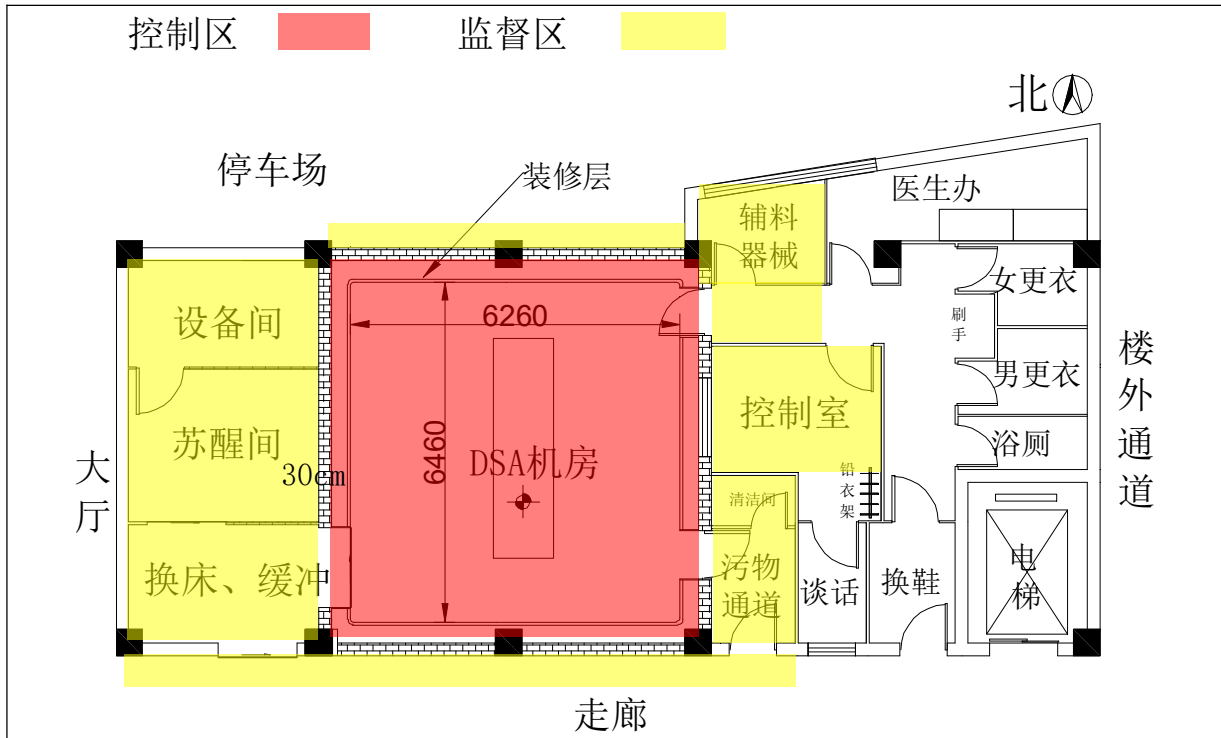 控制区
监督区
北
停车场
装修层
医生办
辅料
器械
设备间
6260
女更衣
刷手
男更衣
楼外通道
控制室
苏醒间
30cm
6460
DSA机房
浴厕
大厅
铅衣架
清洁间
换床、缓冲
污物
通道
谈话
换鞋
电梯
走廊